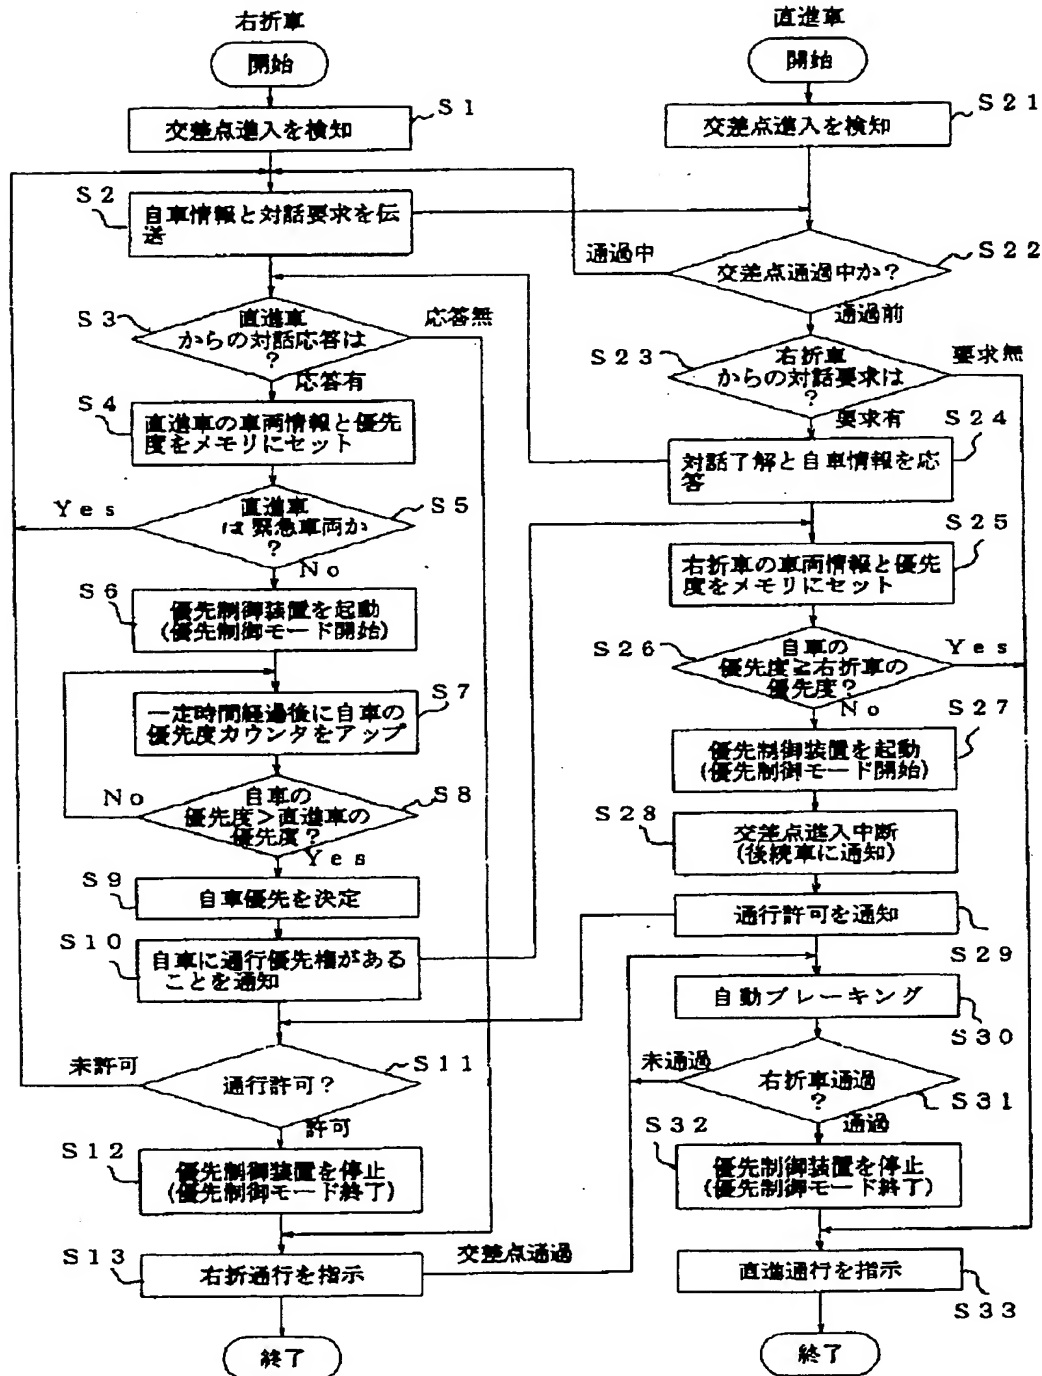 右折車
開始
S1
交差点進入を検知
S2
自車情報と対話要求を伝
送
S3
直進車
からの対話応答は
?
応答無
応答有
S4
直進車の車両情報と優先
度をメモリにセット
Yes
直進車
は緊急車両か
?
S5
No
S6
優先制御装置を起動
(優先制御モード開始)
S7
一定時間経過後に自車の
優先度カウンタをアップ
No
自車の
優先度>直進車の
優先度?
S8
Yes
S9
自車優先を決定
S10
自車に通行優先権がある
ことを通知
未許可
通行許可?
S11
許可
S12
優先制御装置を停止
(優先制御モード終了)
S13
右折通行を指示
交差点通過
終了
直進車
開始
S21
交差点進入を検知
通過中
交差点通過中か?
S22
通過前
S23
右折車
からの対話要求は
?
要求無
要求有
S24
対話了解と自車情報を応
答
S25
右折車の車両情報と優先
度をメモリにセット
S26
自車の
優先度≧右折車の
優先度?
Yes
No
S27
優先制御装置を起動
(優先制御モード開始)
S28
交差点進入中断
(後続車に通知)
通行許可を通知
S29
自動ブレーキング
S30
未通過
右折車通過
?
S31
通過
S32
優先制御装置を停止
(優先制御モード終了)
直進通行を指示
S33
終了